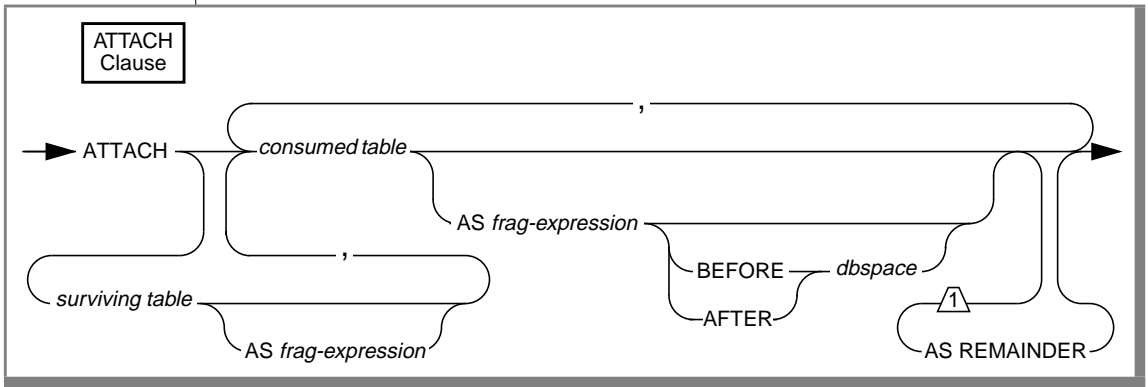 ATTACH
Clause
,
ATTACH
consumed table
AS frag-expression
,
BEFORE
dbspace
surviving table
1
AFTER
AS frag-expression
AS REMAINDER